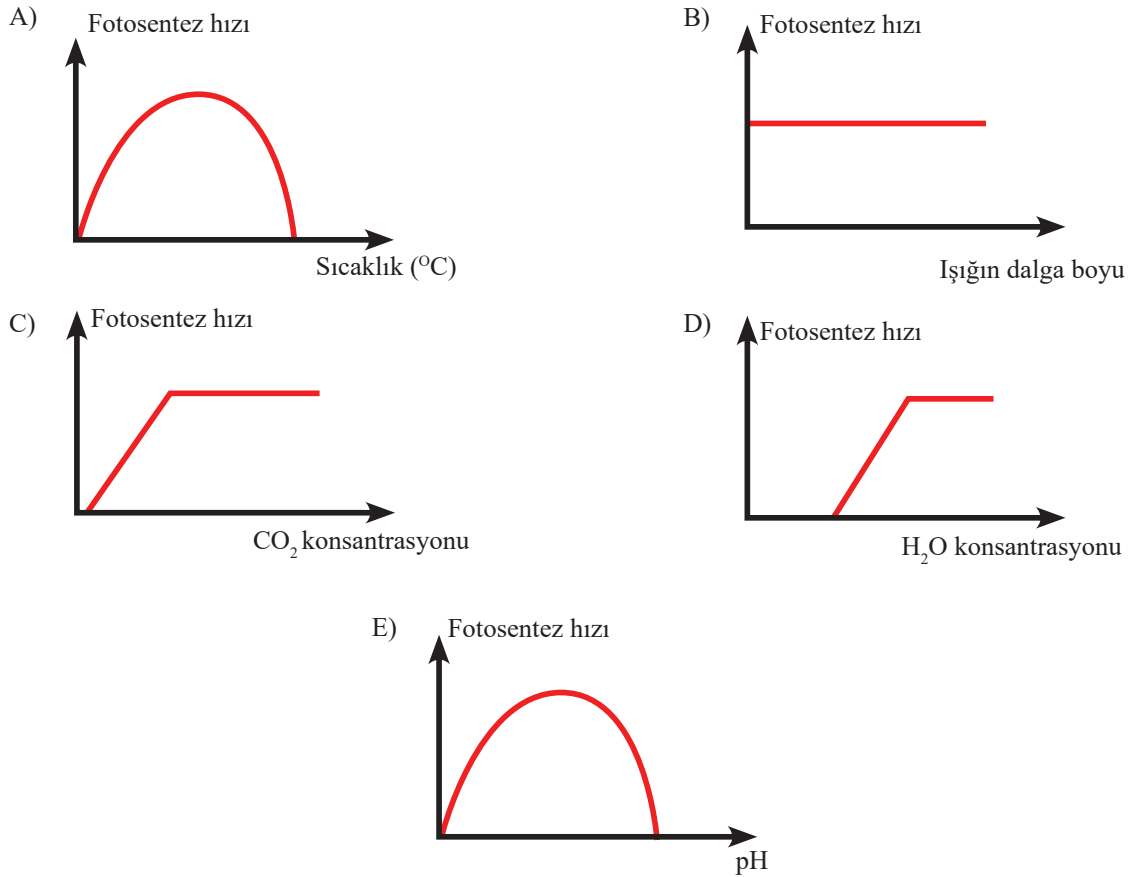 A)
Fotosentez hızı
Sıcaklık (ᴼC)
B)
Fotosentez hızı
Işığın dalga boyu
C)
Fotosentez hızı
CO₂ konsantrasyonu
D)
Fotosentez hızı
H₂O konsantrasyonu
E)
Fotosentez hızı
pH